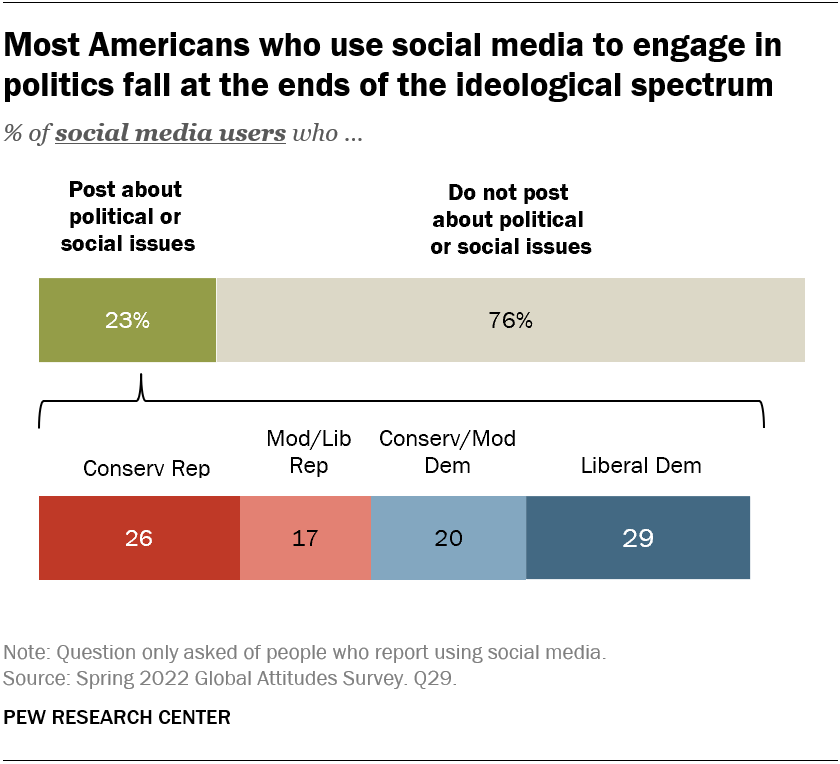 Most Americans who use social media to engage in
politics fall at the ends of the ideological spectrum
% of social media users who ...
Post about
political or
social issues
Do not post
about political
or social issues
23%
76%
Conserv Rep
Mod/Lib
Rep
Conserv/Mod
Dem
Liberal Dem
26
17
20
29
Note: Question only asked of people who report using social media.
Source: Spring 2022 Global Attitudes Survey. Q29.
PEW RESEARCH CENTER